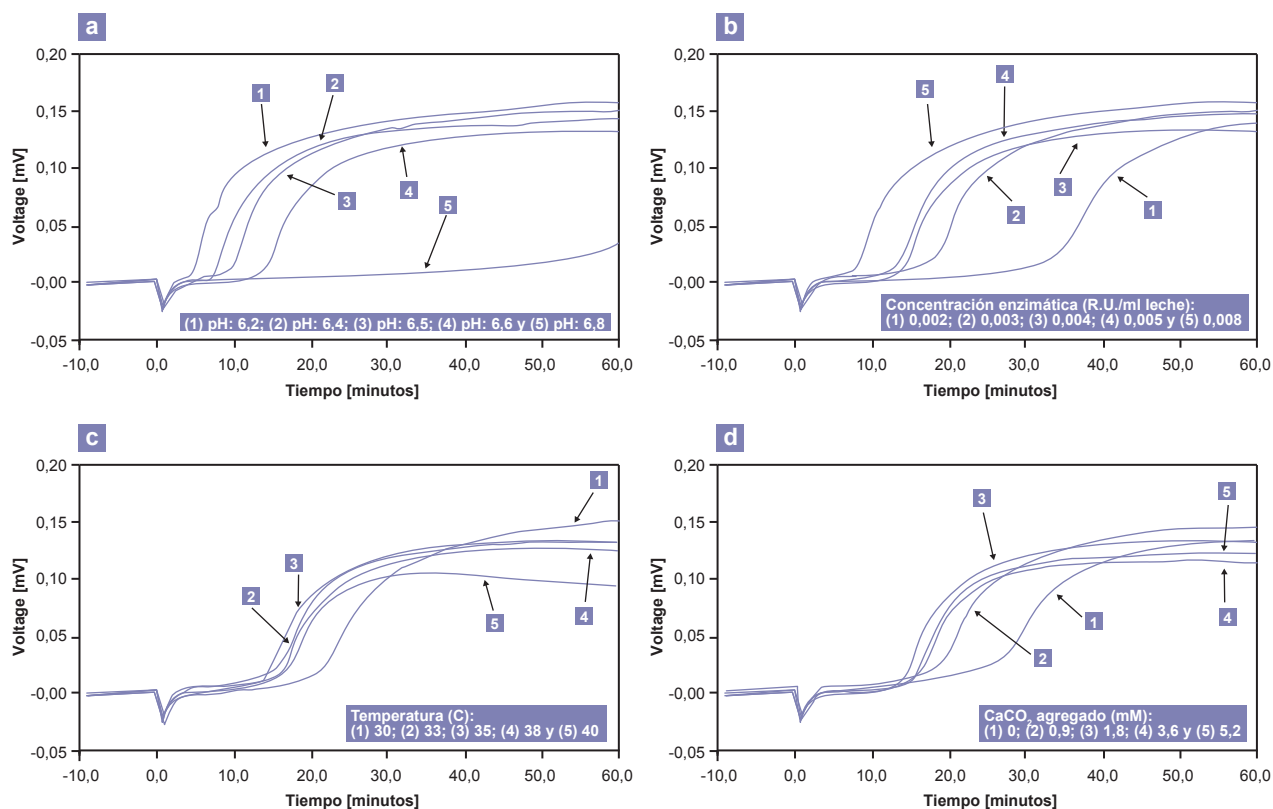 a
0,20
0,15
0,10
0,05
-0,00
-0,05
Voltage [mV]
1
2
3
4
5
(1) pH: 6,2; (2) pH: 6,4; (3) pH: 6,5; (4) pH: 6,6 y (5) pH: 6,8
-10,0 0,0 10,0 20,0 30,0 40,0 50,0 60,0
Tiempo [minutos]
b
0,20
0,15
0,10
0,05
-0,00
-0,05
Voltage [mV]
5
4
3
2
1
Concentración enzimática (R.U./ml leche):
(1) 0,002; (2) 0,003; (3) 0,004; (4) 0,005 y (5) 0,008
-10,0 0,0 10,0 20,0 30,0 40,0 50,0 60,0
Tiempo [minutos]
c
0,20
0,15
0,10
0,05
-0,00
-0,05
Voltage [mV]
1
3
2
5
4
Temperatura (C):
(1) 30; (2) 33; (3) 35; (4) 38 y (5) 40
-10,0 0,0 10,0 20,0 30,0 40,0 50,0 60,0
Tiempo [minutos]
d
0,20
0,15
0,10
0,05
-0,00
-0,05
Voltage [mV]
3
5
1
4
2
CaCO2 agregado (mM):
(1) 0; (2) 0,9; (3) 1,8; (4) 3,6 y (5) 5,2
-10,0 0,0 10,0 20,0 30,0 40,0 50,0 60,0
Tiempo [minutos]